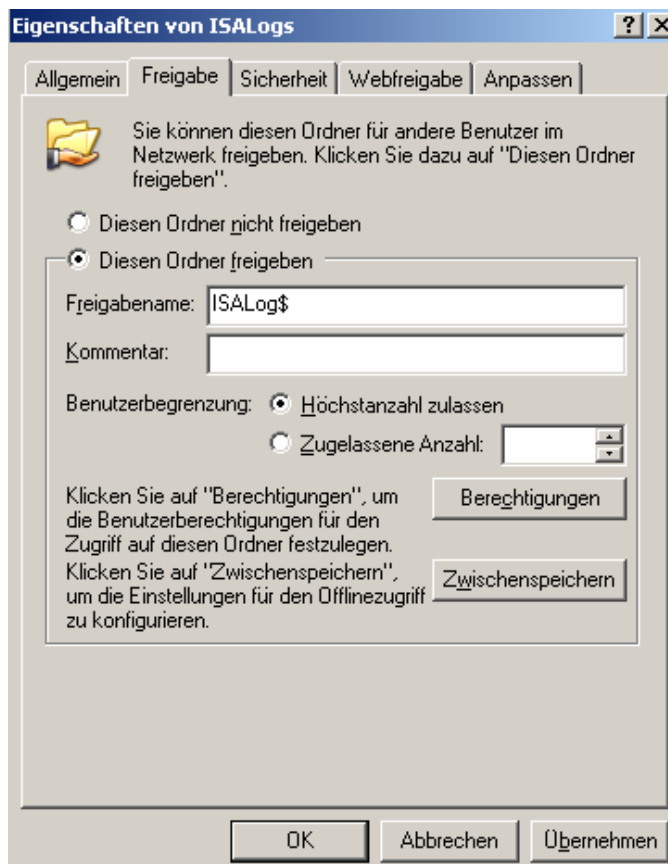 Eigenschaften von ISALogs
Allgemein Freigabe Sicherheit Webfreigabe Anpassen
Sie können diesen Ordner für andere Benutzer im
Netzwerk freigeben. Klicken Sie dazu auf "Diesen Ordner
freigeben".
Diesen Ordner nicht freigeben
Diesen Ordner freigeben
Freigabename: ISALog$
Kommentar:
Benutzerbegrenzung: Höchstanzahl zulassen
Zugelassene Anzahl:
Klicken Sie auf "Berechtigungen", um
die Benutzerberechtigungen für den
Zugriff auf diesen Ordner festzulegen.
Berechtigungen
Klicken Sie auf "Zwischenspeichern",
um die Einstellungen für den Offlinezugriff
zu konfigurieren.
Zwischenspeichern
OK Abbrechen Übernehmen